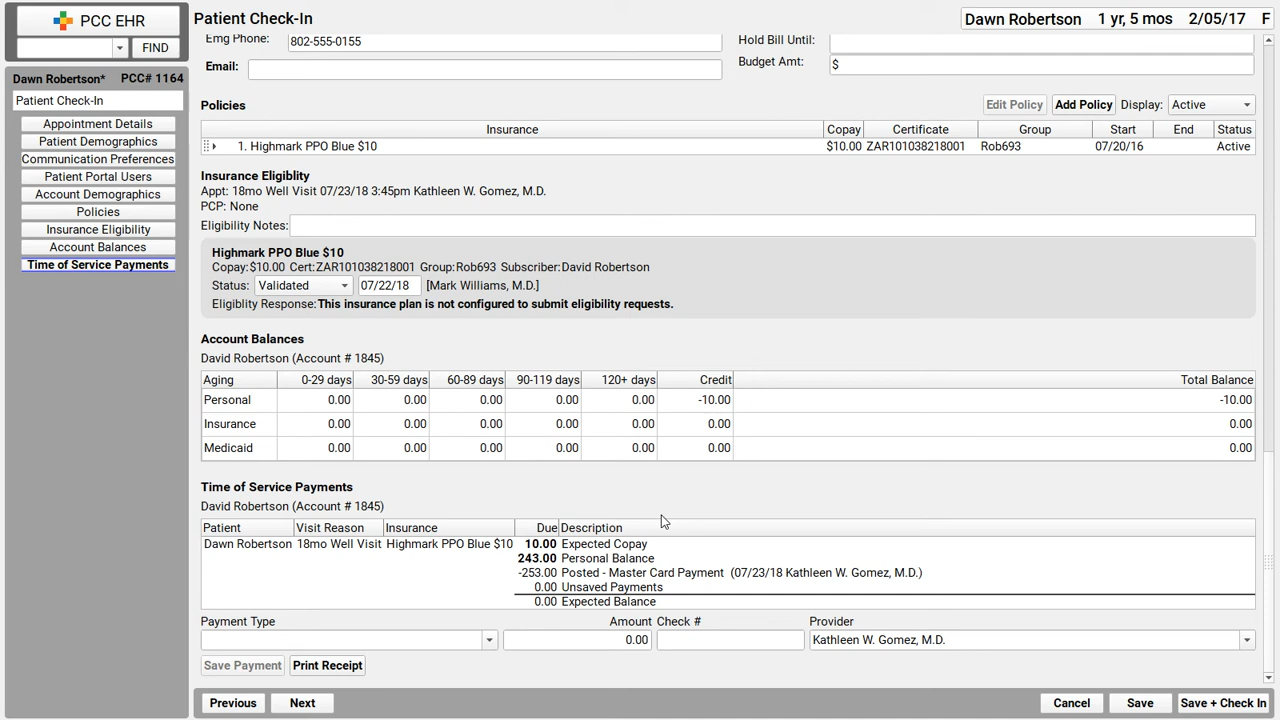 PCC EHR
FIND
Patient Check-In
Dawn Robertson 1 yr, 5 mos 2/05/17 F
Dawn Robertson* PCC# 1164
Patient Check-In
Appointment Details
Patient Demographics
Communication Preferences
Patient Portal Users
Account Demographics
Policies
Insurance Eligibility
Account Balances
Time of Service Payments
Emg Phone: 802-555-0155
Hold Bill Until:
Email:
Budget Amt: $
Policies Edit Policy Add Policy Display: Active
Insurance Copay Certificate Group Start End Status
1. Highmark PPO Blue $10 $10.00 ZAR101038218001 Rob693 07/20/16 Active
Insurance Eligiblity
Appt: 18mo Well Visit 07/23/18 3:45pm Kathleen W. Gomez, M.D.
PCP: None
Eligibility Notes:
Highmark PPO Blue $10
Copay:$10.00 Cert:ZAR101038218001 Group:Rob693 Subscriber:David Robertson
Status: Validated 07/22/18 [Mark Williams, M.D.]
Eligiblity Response:This insurance plan is not configured to submit eligibility requests.
Account Balances
David Robertson (Account # 1845)
Aging 0-29 days 30-59 days 60-89 days 90-119 days 120+ days Credit Total Balance
Personal 0.00 0.00 0.00 0.00 0.00 -10.00 -10.00
Insurance 0.00 0.00 0.00 0.00 0.00 0.00 0.00
Medicaid 0.00 0.00 0.00 0.00 0.00 0.00 0.00
Time of Service Payments
David Robertson (Account # 1845)
Patient Visit Reason Insurance Due Description
Dawn Robertson 18mo Well Visit Highmark PPO Blue $10 10.00 Expected Copay
243.00 Personal Balance
-253.00 Posted - Master Card Payment (07/23/18 Kathleen W. Gomez, M.D.)
0.00 Unsaved Payments
0.00 Expected Balance
Payment Type Amount Check # Provider
0.00 Kathleen W. Gomez, M.D.
Save Payment Print Receipt
Previous Next Cancel Save Save + Check In